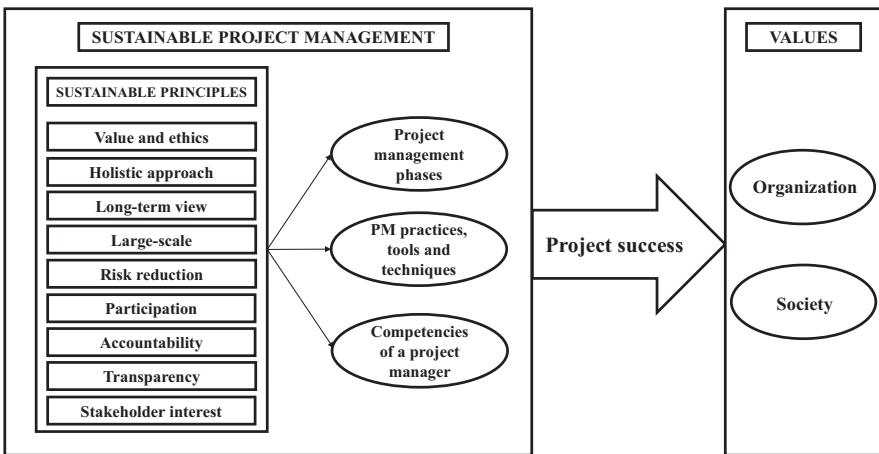 SUSTAINABLE PROJECT MANAGEMENT
SUSTAINABLE PRINCIPLES
Value and ethics
Holistic approach
Long-term view
Large-scale
Risk reduction
Participation
Accountability
Transparency
Stakeholder interest
Project
management
phases
PM practices,
tools and
techniques
Competencies
of a project
manager
Project success
VALUES
Organization
Society